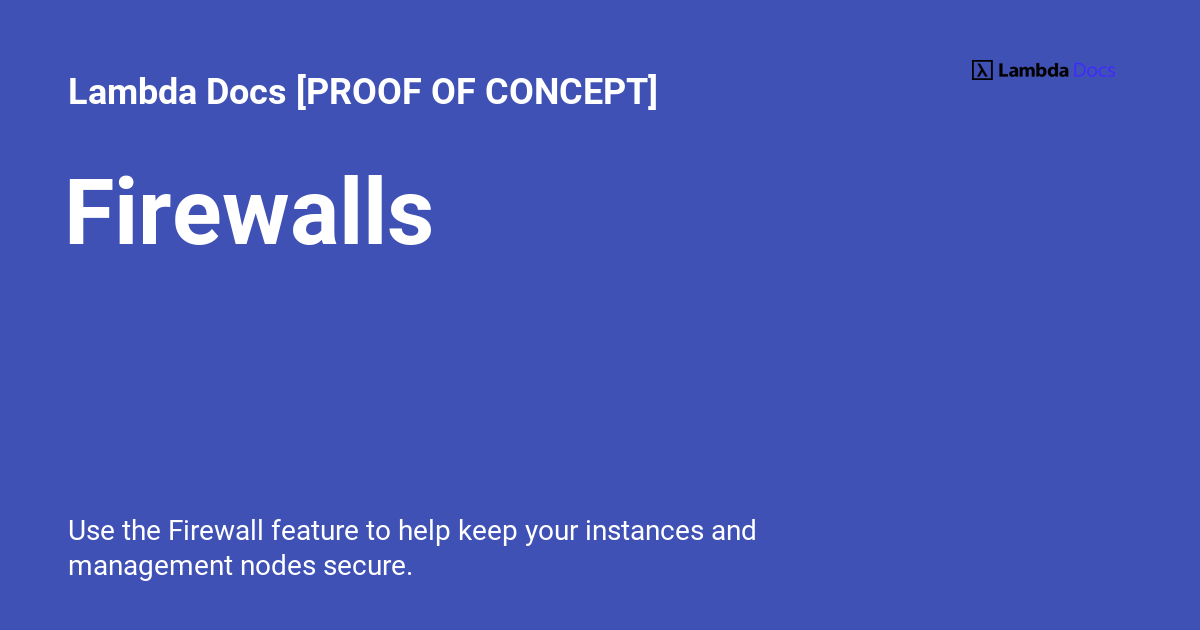 Lambda Docs [PROOF OF CONCEPT]
λ Lambda Docs
Firewalls
Use the Firewall feature to help keep your instances and
management nodes secure.